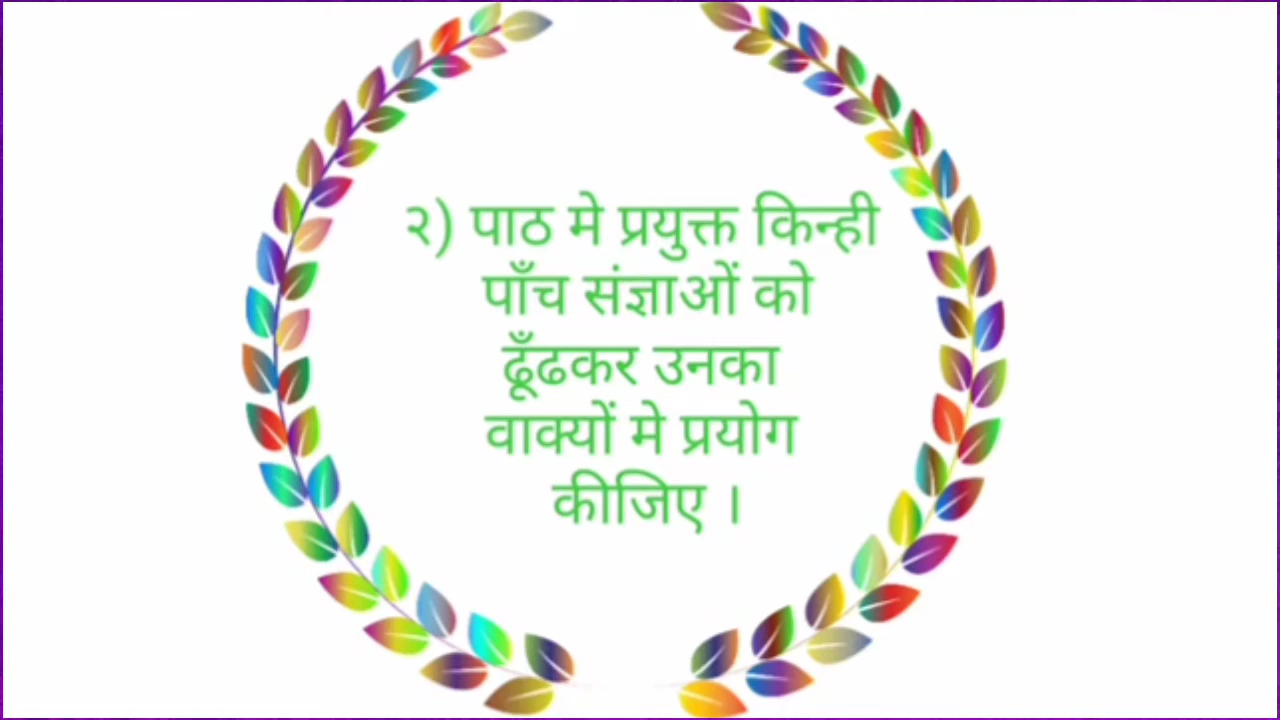 २) पाठ मे प्रयुक्त किन्ही
पाँच संज्ञाओं को
ढूँढकर उनका
वाक्यों मे प्रयोग
कीजिए ।